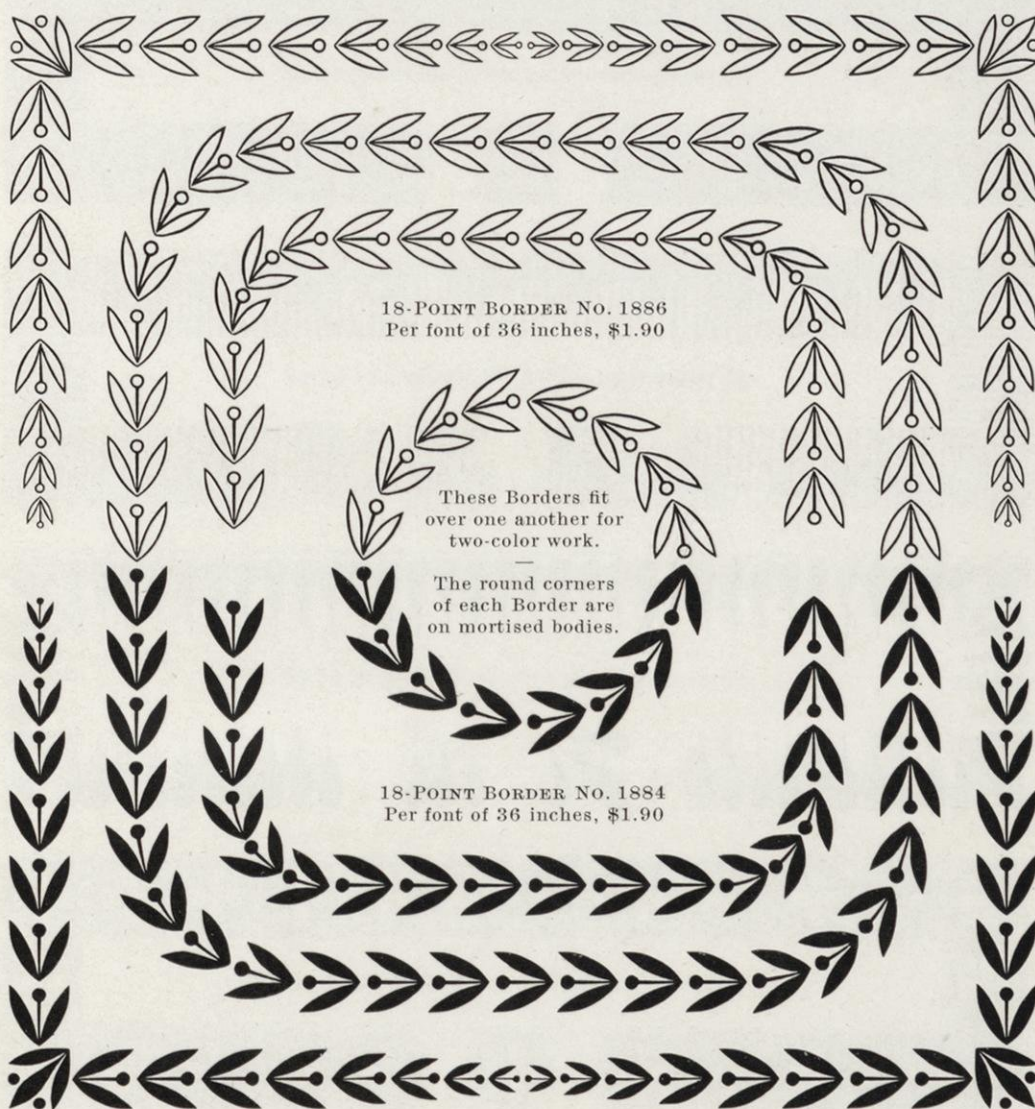 18-Point Border No. 1886
Per font of 36 inches, $1.90
These Borders fit
over one another for
two-color work.
—
The round corners
of each Border are
on mortised bodies.
18-Point Border No. 1884
Per font of 36 inches, $1.90